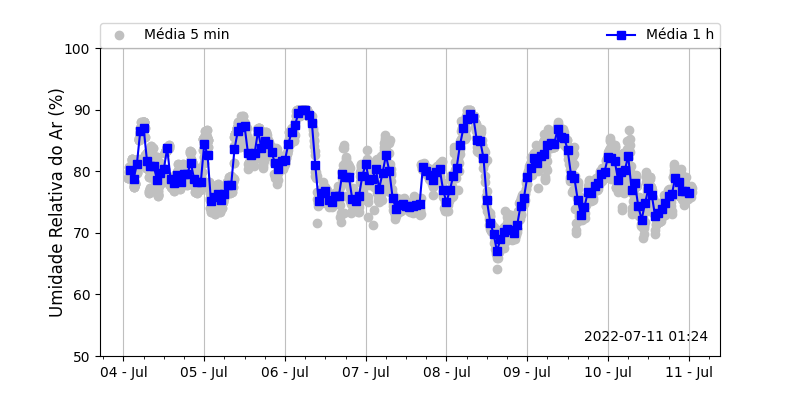 Média 5 min
Média 1 h
Umidade Relativa do Ar (%)
100
90
80
70
60
50
2022-07-11 01:24
04 - Jul
05 - Jul
06 - Jul
07 - Jul
08 - Jul
09 - Jul
10 - Jul
11 - Jul